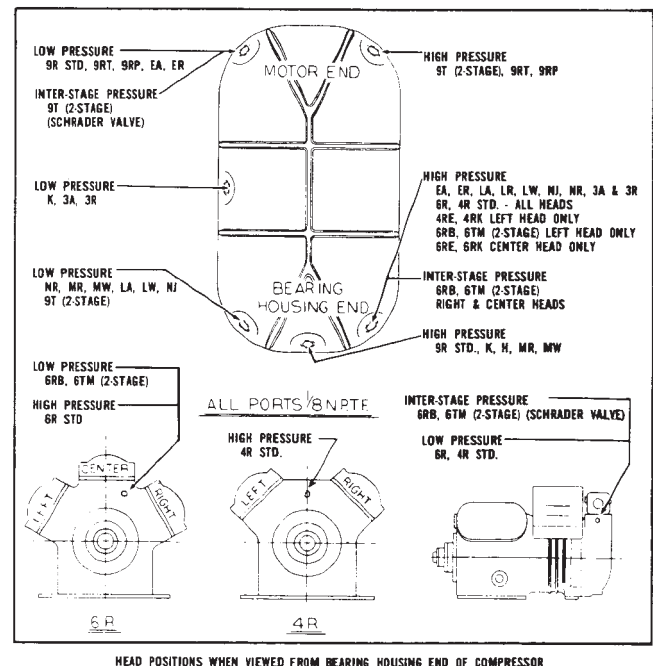 LOW PRESSURE
9R STD, 9RT, 9RP, EA, ER
INTER-STAGE PRESSURE
9T (2-STAGE)
(SCHRADER VALVE)
MOTOR END
HIGH PRESSURE
9T (2-STAGE), 9RT, 9RP
LOW PRESSURE
K, 3A, 3R
HIGH PRESSURE
EA, ER, LA, LR, LW, NJ, NR, 3A & 3R
6R, 4R STD. - ALL HEADS
4RE, 4RK LEFT HEAD ONLY
6RB, 6TM (2-STAGE) LEFT HEAD ONLY
6RE, 6RK CENTER HEAD ONLY
LOW PRESSURE
NR, MR, MW, LA, LW, NJ
9T (2-STAGE)
BEARING
HOUSING END
INTER-STAGE PRESSURE
6RB, 6TM (2-STAGE)
RIGHT & CENTER HEADS
HIGH PRESSURE
9R STD., K, H, MR, MW
LOW PRESSURE
6RB, 6TM (2-STAGE)
HIGH PRESSURE
6R STD
ALL PORTS 1/8 N.P.T.F.
HIGH PRESSURE
4R STD.
INTER-STAGE PRESSURE
6RB, 6TM (2-STAGE) (SCHRADER VALVE)
LOW PRESSURE
6R, 4R STD.
LEFT
CENTER
RIGHT
LEFT
RIGHT
6R
4R
HEAD POSITIONS WHEN VIEWED FROM BEARING HOUSING END OF COMPRESSOR